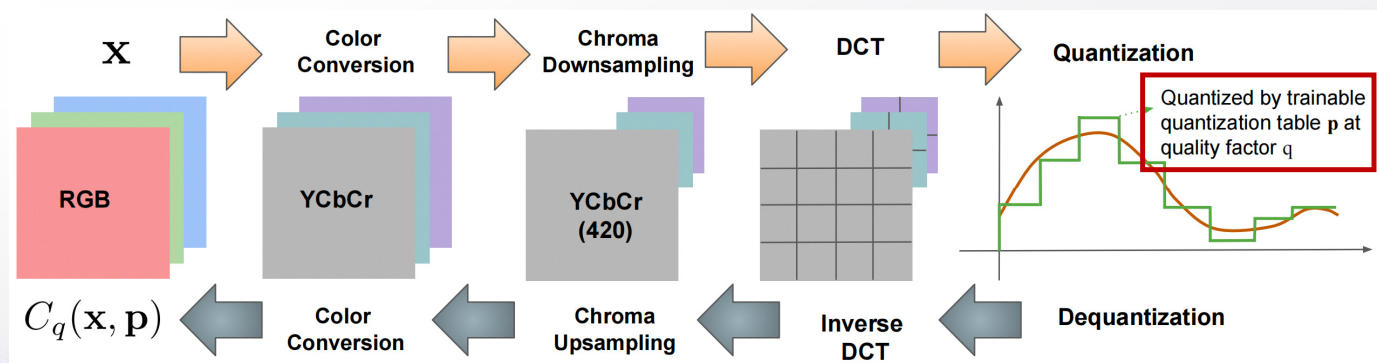 x
Color
Conversion
Chroma
Downsampling
DCT
Quantization
Quantized by trainable
quantization table p at
quality factor q
RGB
YCbCr
YCbCr
(420)
C_q(x, p)
Color
Conversion
Chroma
Upsampling
Inverse
DCT
Dequantization